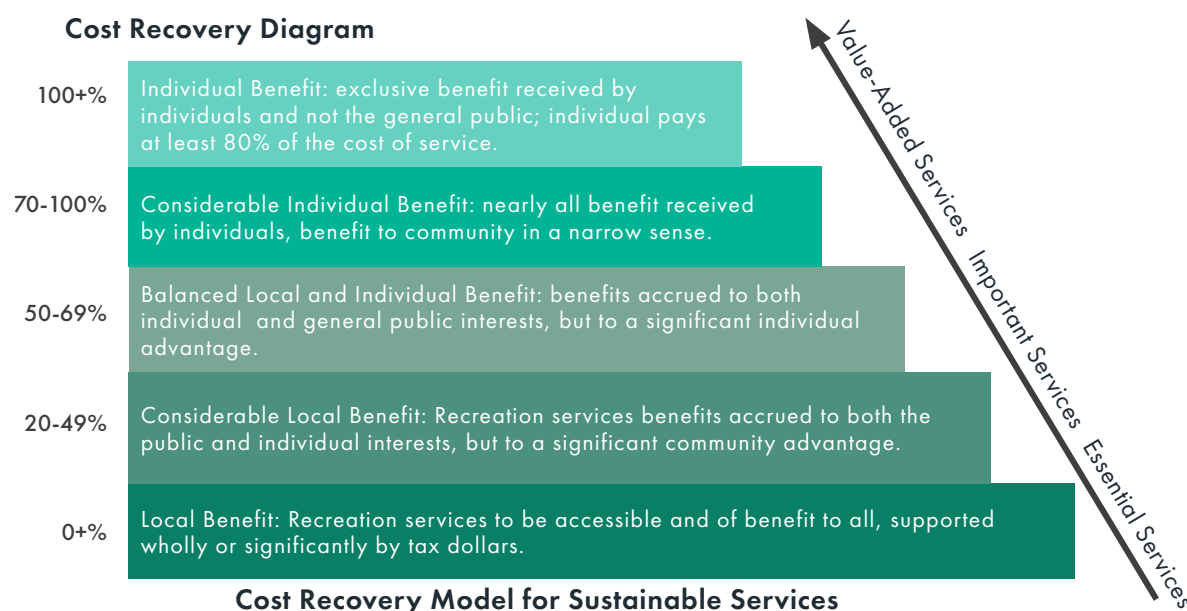 Cost Recovery Diagram
100+%
Individual Benefit: exclusive benefit received by
individuals and not the general public; individual pays
at least 80% of the cost of service.
70-100%
Considerable Individual Benefit: nearly all benefit received
by individuals, benefit to community in a narrow sense.
50-69%
Balanced Local and Individual Benefit: benefits accrued to both
individual  and general public interests, but to a significant individual
advantage.
20-49%
Considerable Local Benefit: Recreation services benefits accrued to both the
public and individual interests, but to a significant community advantage.
0+%
Local Benefit: Recreation services to be accessible and of benefit to all, supported
wholly or significantly by tax dollars.
Value-Added Services  Important Services  Essential Services
Cost Recovery Model for Sustainable Services